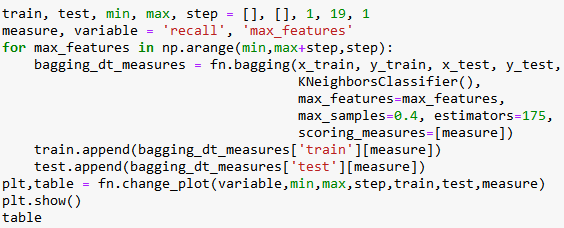 train, test, min, max, step = [], [], 1, 19, 1
measure, variable = 'recall', 'max_features'
for max_features in np.arange(min,max+step,step):
    bagging_dt_measures = fn.bagging(x_train, y_train, x_test, y_test,
                                     KNeighborsClassifier(),
                                     max_features=max_features,
                                     max_samples=0.4, estimators=175,
                                     scoring_measures=[measure])
    train.append(bagging_dt_measures['train'][measure])
    test.append(bagging_dt_measures['test'][measure])
plt,table = fn.change_plot(variable,min,max,step,train,test,measure)
plt.show()
table